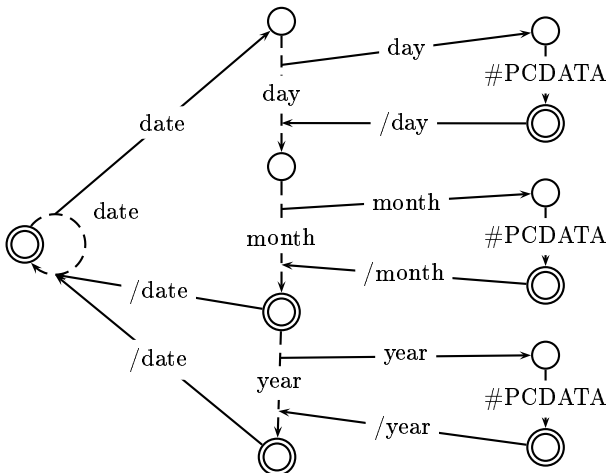 day
#PCDATA
day
date
/day
month
date
#PCDATA
month
/month
/date
year
/date
year
#PCDATA
/year